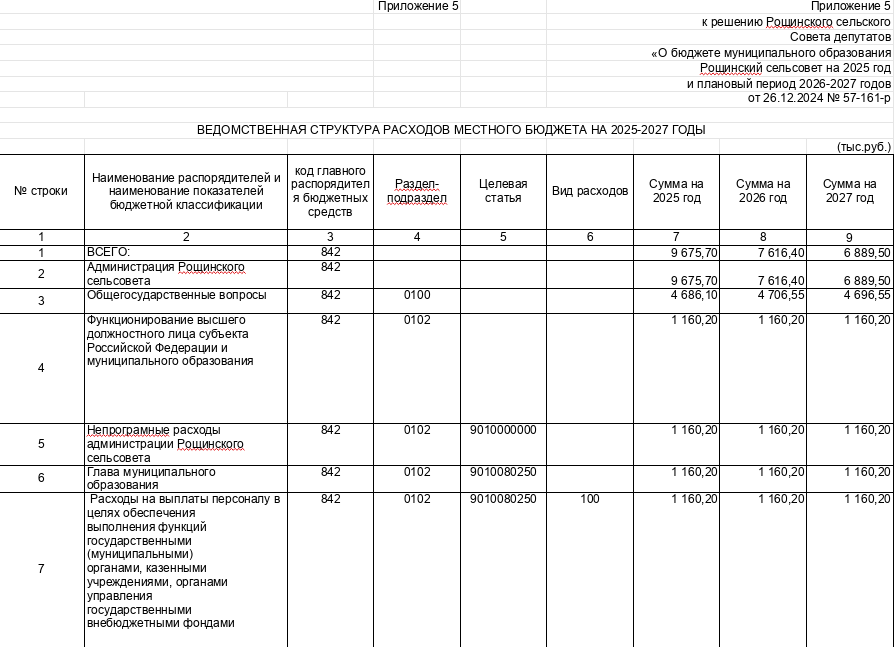 Приложение 5 Приложение 5
к решению Рощинского сельского
Совета депутатов
«О бюджете муниципального образования
Рощинский сельсовет на 2025 год
и плановый период 2026-2027 годов
от 26.12.2024 № 57-161-р
ВЕДОМСТВЕННАЯ СТРУКТУРА РАСХОДОВ МЕСТНОГО БЮДЖЕТА НА 2025-2027 ГОДЫ
(тыс.руб.)
№ строки
Наименование распорядителей и
наименование показателей
бюджетной классификации
код главного
распорядител
я бюджетных
средств
Раздел-
подраздел
Целевая
статья
Вид расходов
Сумма на
2025 год
Сумма на
2026 год
Сумма на
2027 год
1 2 3 4 5 6 7 8 9
1 ВСЕГО: 842 9 675,70 7 616,40 6 889,50
2 Администрация Рощинского 842
сельсовета 9 675,70 7 616,40 6 889,50
3 Общегосударственные вопросы 842 0100 4 686,10 4 706,55 4 696,55
4 Функционирование высшего 842 0102 1 160,20 1 160,20 1 160,20
должностного лица субъекта
Российской Федерации и
муниципального образования
5 Непрограмные расходы 842 0102 9010000000 1 160,20 1 160,20 1 160,20
администрации Рощинского
сельсовета
6 Глава муниципального 842 0102 9010080250 1 160,20 1 160,20 1 160,20
образования
7 Расходы на выплаты персоналу в 842 0102 9010080250 100 1 160,20 1 160,20 1 160,20
целях обеспечения
выполнения функций
государственными
(муниципальными)
органами, казенными
учреждениями, органами
управления
государственными
внебюджетными фондами